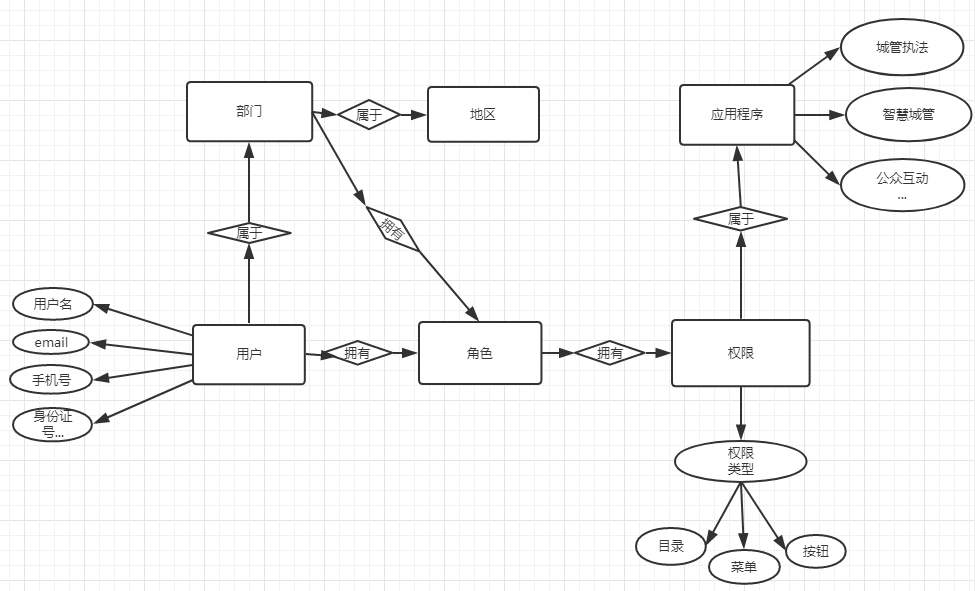 城管执法
部门
属于
地区
应用程序
智慧城管
公众互动
...
属于
拥有
属于
用户名
email
手机号
身份证
号...
用户
拥有
角色
拥有
权限
权限
类型
目录
菜单
按钮